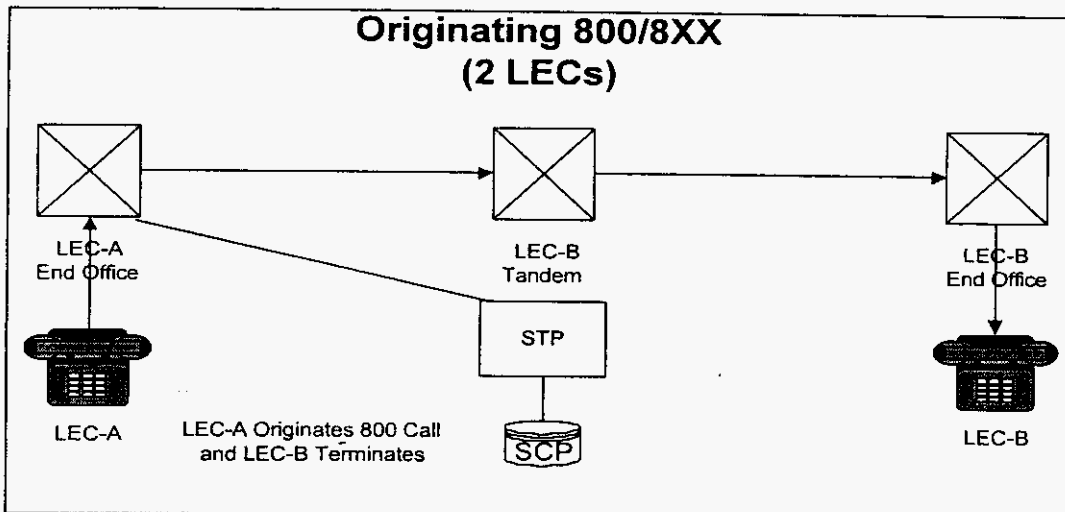 Originating 800/8XX
(2 LECs)
LEC-A
End Office
LEC-B
Tandem
LEC-B
End Office
STP
LEC-A
LEC-A Originates 800 Call
and LEC-B Terminates
SCP
LEC-B